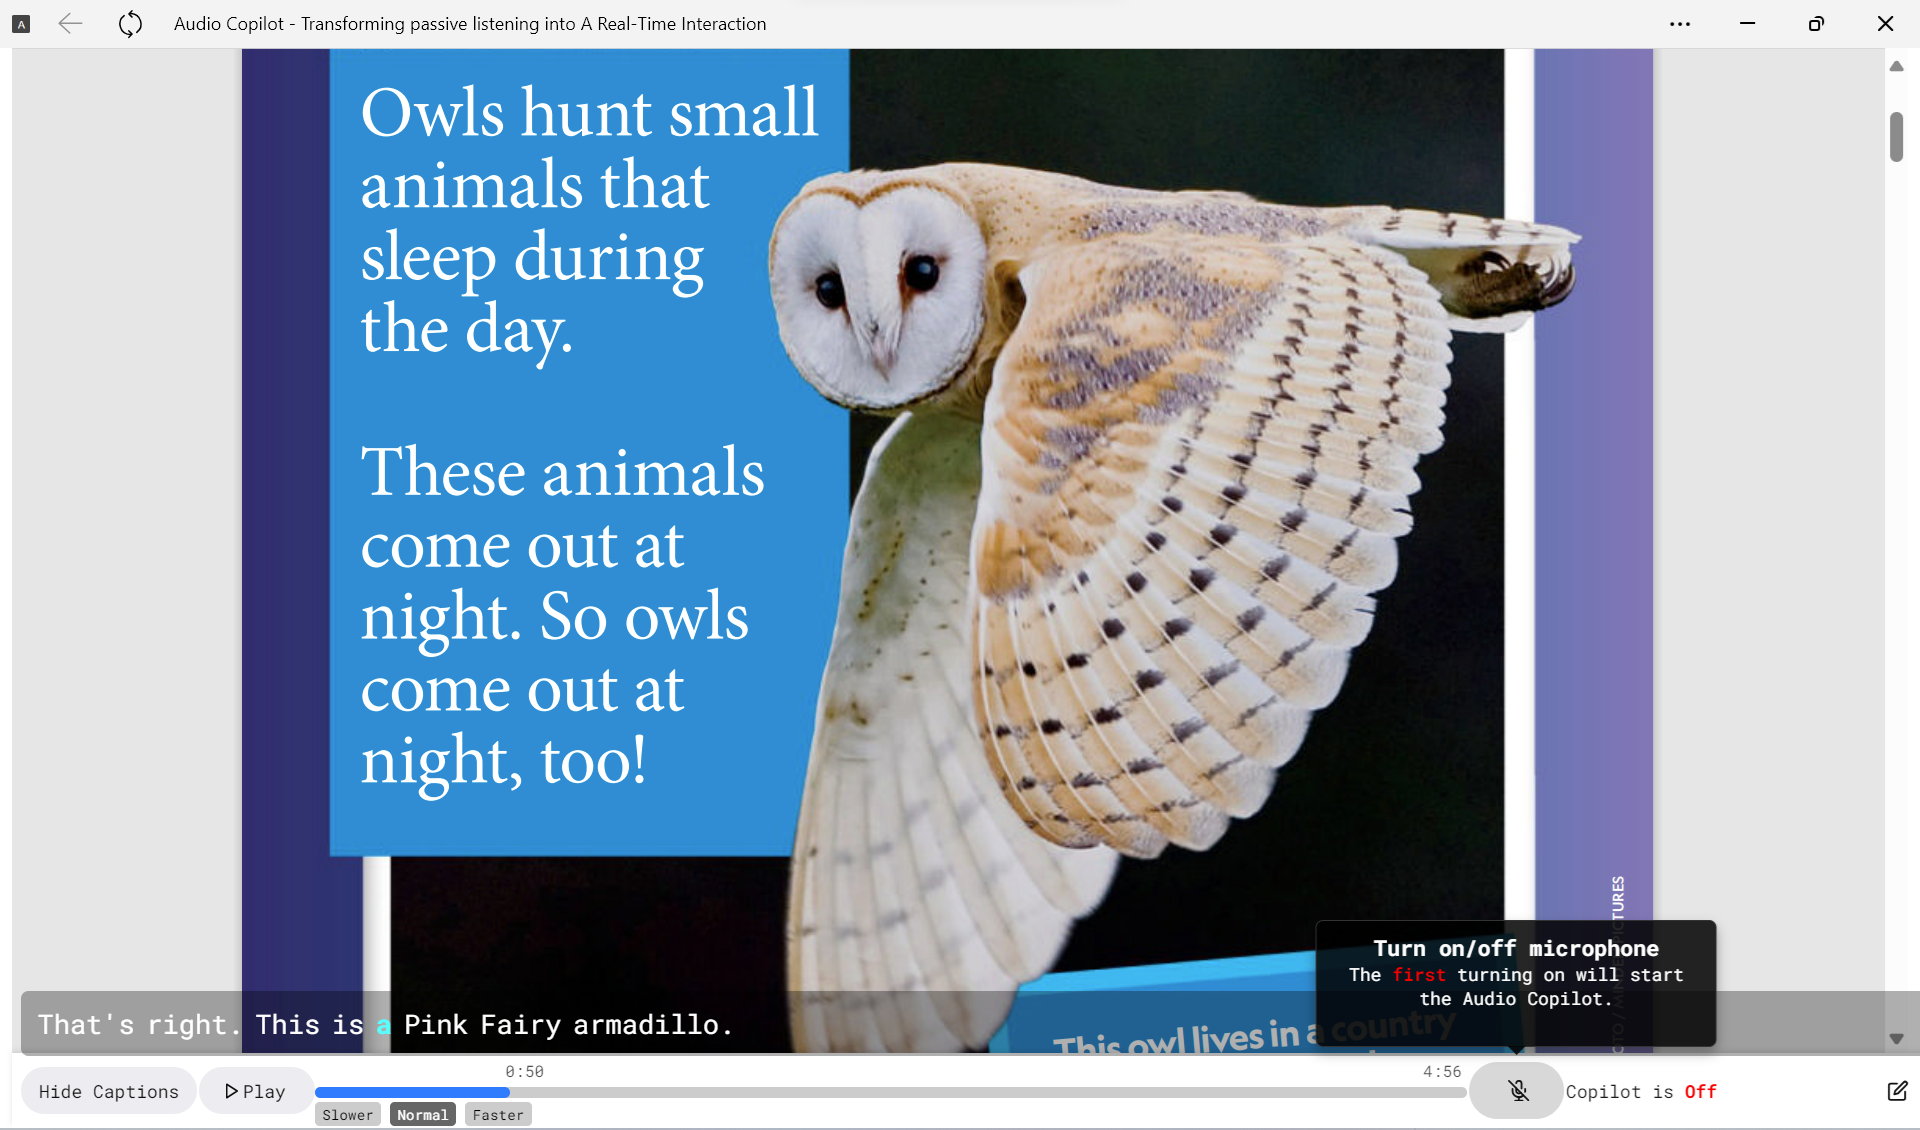 A
Audio Copilot - Transforming passive listening into A Real-Time Interaction
Owls hunt small
animals that
sleep during
the day.
These animals
come out at
night. So owls
come out at
night, too!
This owl lives in a country
Turn on/off microphone
The first turning on will start
the Audio Copilot.
That's right. This is a Pink Fairy armadillo.
Hide Captions
Play
0:50
4:56
Slower
Normal
Faster
Copilot is Off